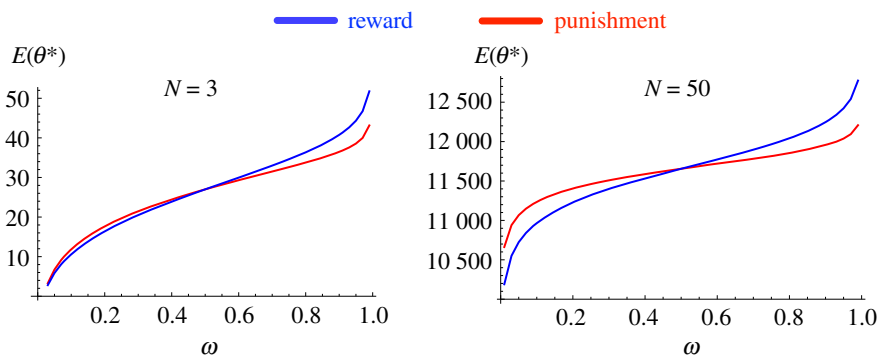 reward punishment
E(θ*) E(θ*)
N = 3 N = 50
50
40
30
20
10
12 500
12 000
11 500
11 000
10 500
0.2 0.4 0.6 0.8 1.0
0.2 0.4 0.6 0.8 1.0
ω ω